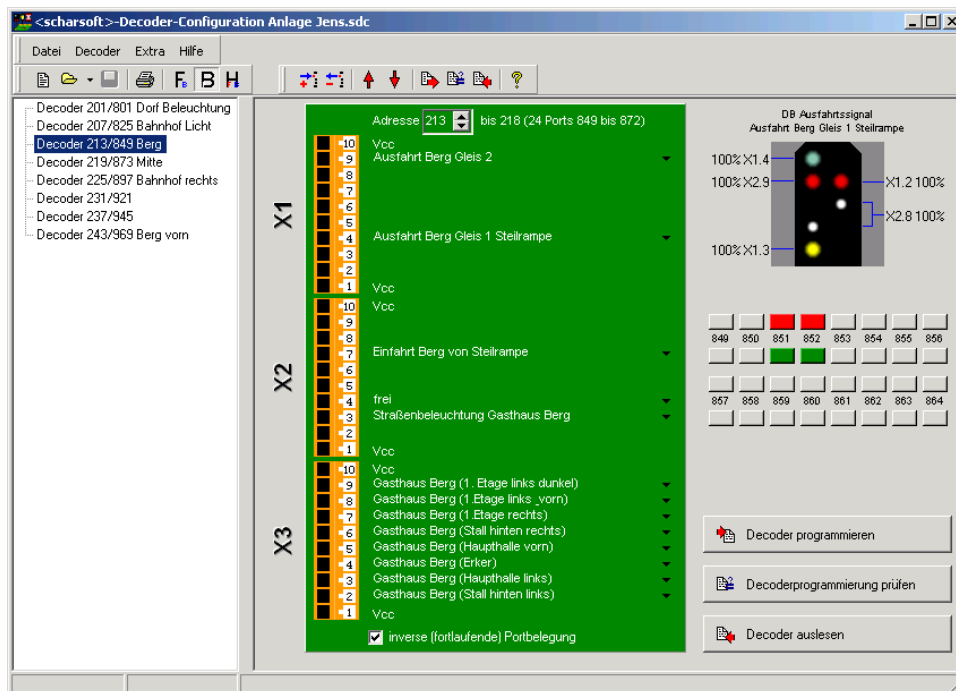 <scharsoft>-Decoder-Configuration Anlage Jens.sdc
Datei Decoder Extra Hilfe
FB B H
Decoder 201/801 Dorf Beleuchtung
Decoder 207/825 Bahnhof Licht
Decoder 213/849 Berg
Decoder 219/873 Mitte
Decoder 225/897 Bahnhof rechts
Decoder 231/921
Decoder 237/945
Decoder 243/969 Berg vorn
Adresse 213 bis 218 (24 Ports 849 bis 872)
X1
10 Vcc
9 Ausfahrt Berg Gleis 2
8
7
6
5
4 Ausfahrt Berg Gleis 1 Steilrampe
3
2
1 Vcc
X2
10 Vcc
9
8
7 Einfahrt Berg von Steilrampe
6
5
4 frei
3 Straßenbeleuchtung Gasthaus Berg
2
1 Vcc
X3
10 Vcc
9 Gasthaus Berg (1. Etage links dunkel)
8 Gasthaus Berg (1.Etage links_vorn)
7 Gasthaus Berg (1.Etage rechts)
6 Gasthaus Berg (Stall hinten rechts)
5 Gasthaus Berg (Haupthalle vorn)
4 Gasthaus Berg (Erker)
3 Gasthaus Berg (Haupthalle links)
2 Gasthaus Berg (Stall hinten links)
1 Vcc
inverse (fortlaufende) Portbelegung
DB Ausfahrtssignal
Ausfahrt Berg Gleis 1 Steilrampe
100% X1.4
100% X2.9 X1.2 100%
X2.8 100%
100% X1.3
849 850 851 852 853 854 855 856
857 858 859 860 861 862 863 864
Decoder programmieren
Decoderprogrammierung prüfen
Decoder auslesen